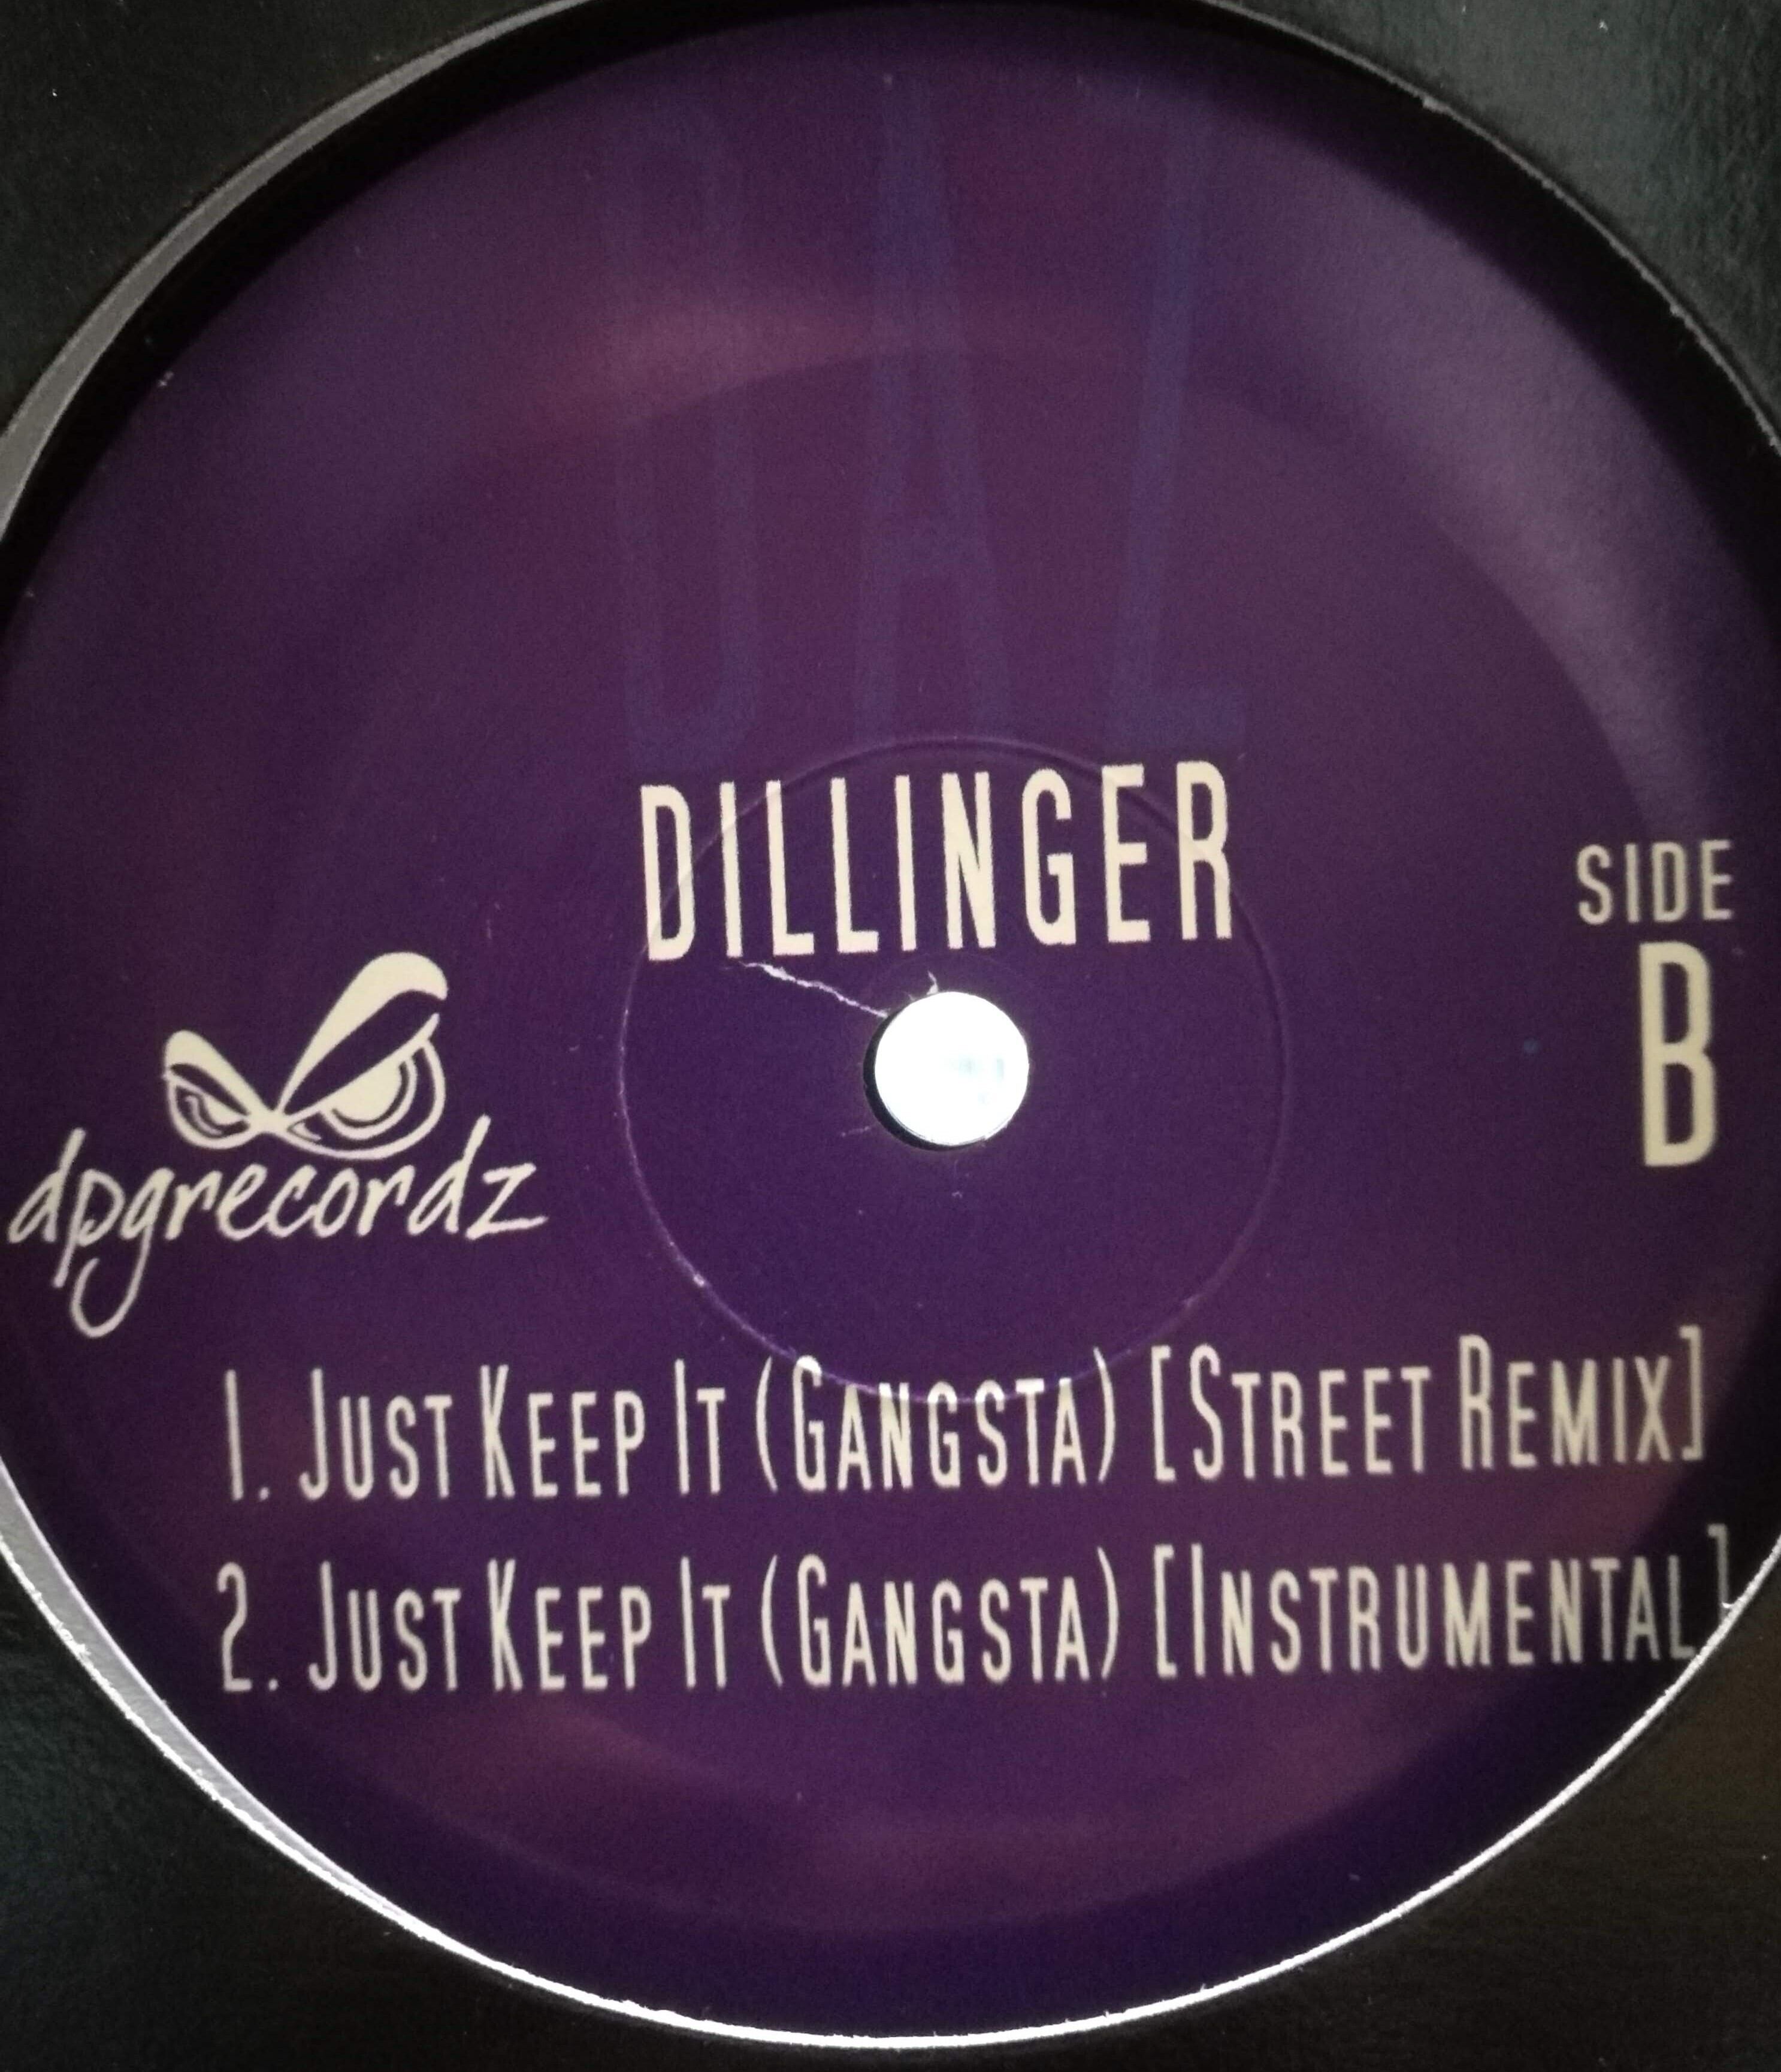 DILLINGER
SIDE
B
dpgrecordz
1. JUST KEEP IT (GANGSTA) [STREET REMIX]
2. JUST KEEP IT (GANGSTA) [INSTRUMENTAL]